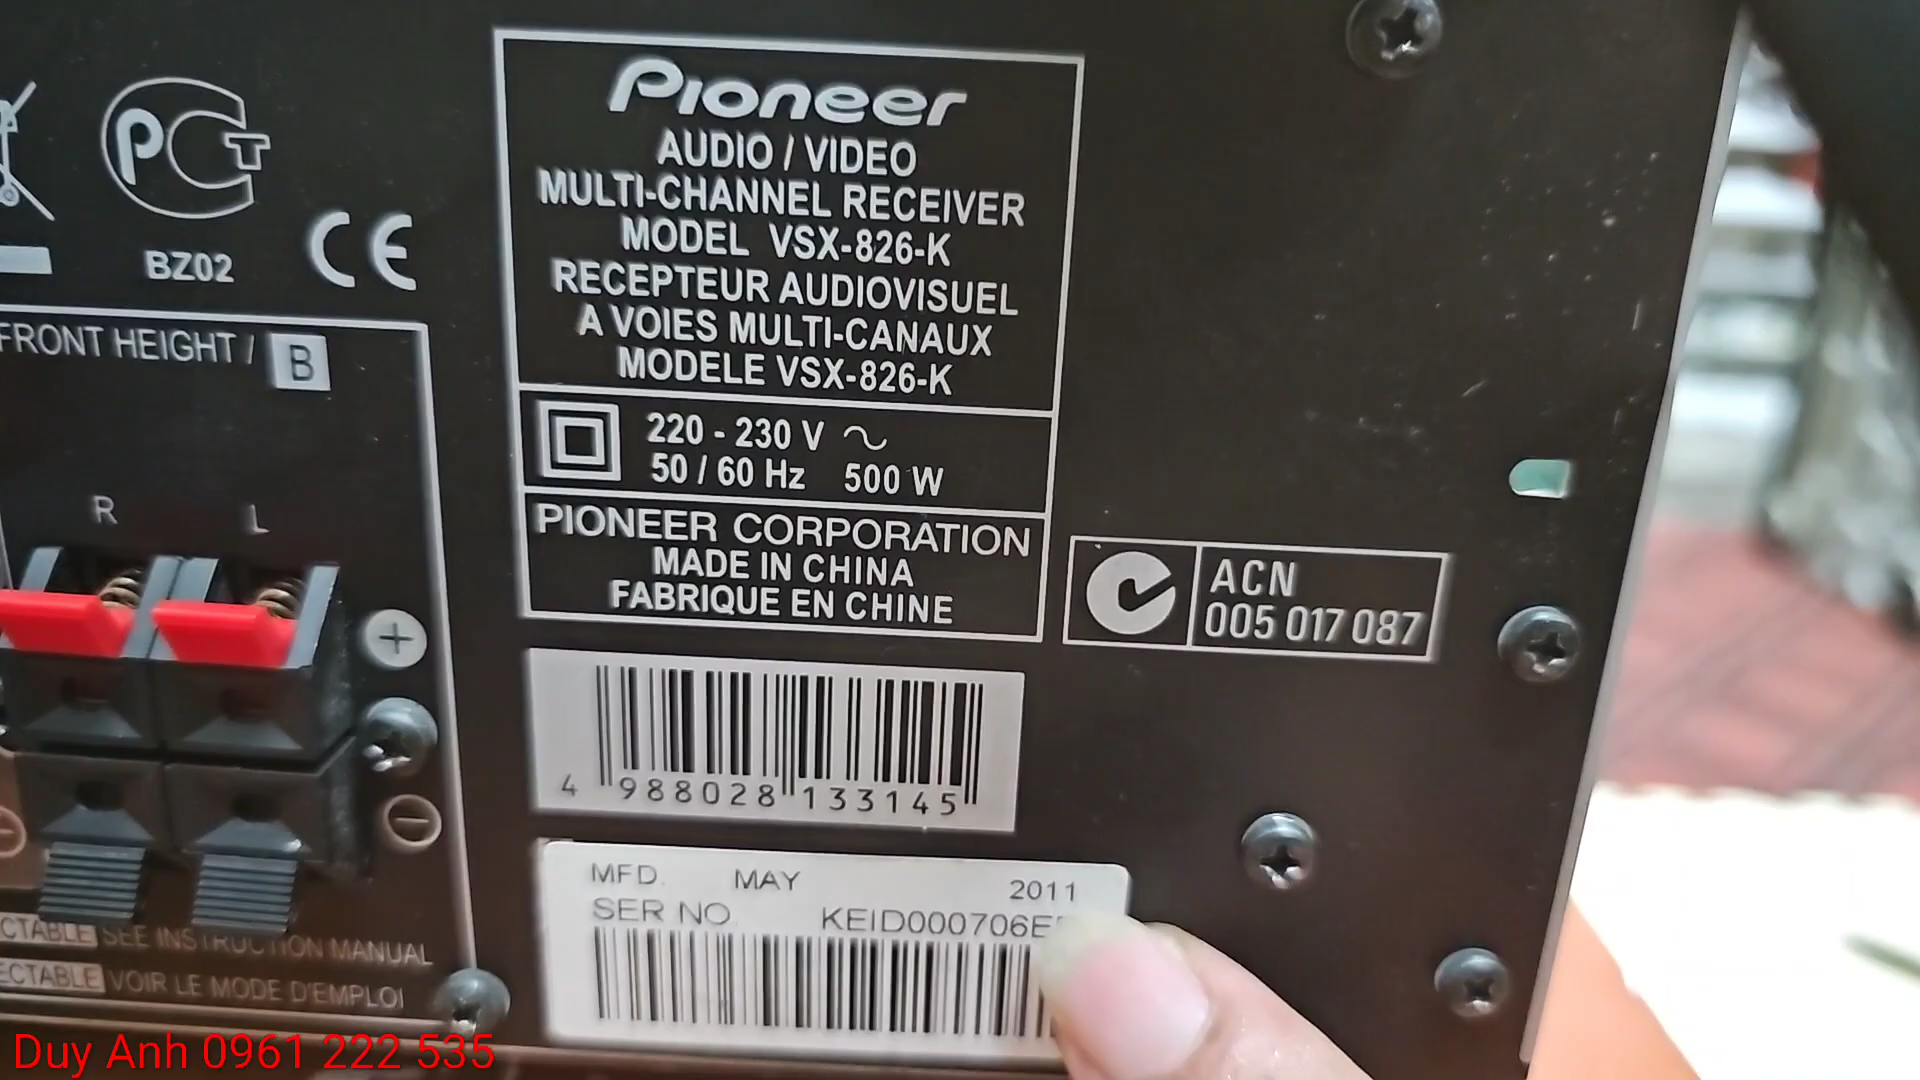 PCT
BZ02
CE
FRONT HEIGHT / B
R L
+
-
SEE INSTRUCTION MANUAL
VOIR LE MODE D'EMPLOI
Pioneer
AUDIO / VIDEO
MULTI-CHANNEL RECEIVER
MODEL VSX-826-K
RECEPTEUR AUDIOVISUEL
A VOIES MULTI-CANAUX
MODELE VSX-826-K
220 - 230 V ~
50 / 60 Hz 500 W
PIONEER CORPORATION
MADE IN CHINA
FABRIQUE EN CHINE
ACN
005 017 087
4 988028 133145
MFD. MAY 2011
SER NO. KEID000706E
Duy Anh 0961 222 535